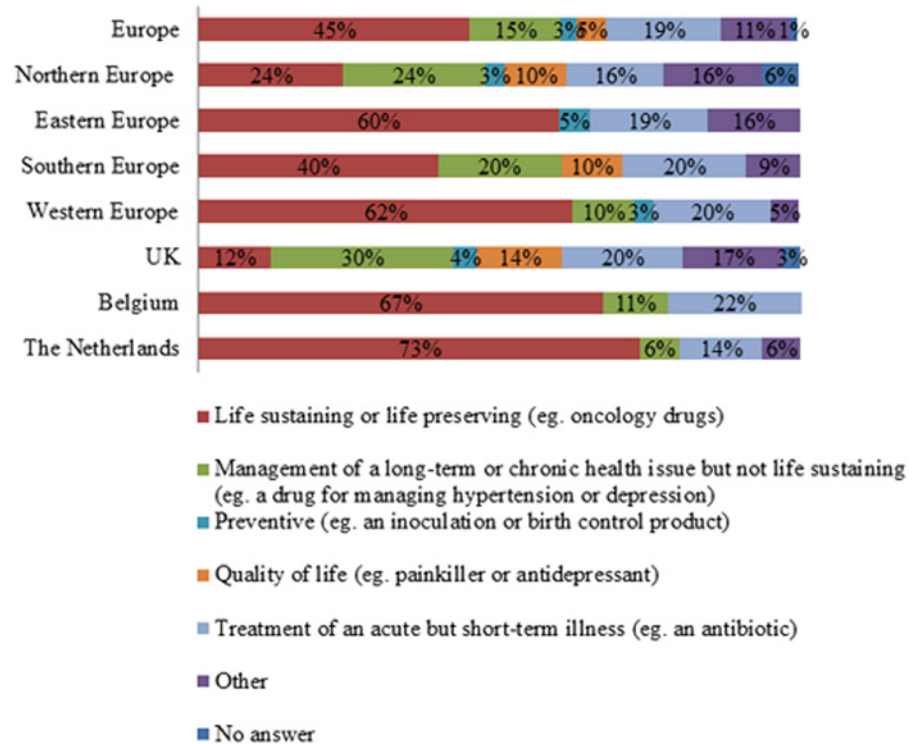 Europe 45% 15% 3% 5% 19% 11% 1%
Northern Europe 24% 24% 3% 10% 16% 16% 6%
Eastern Europe 60% 5% 19% 16%
Southern Europe 40% 20% 10% 20% 9%
Western Europe 62% 10% 3% 20% 5%
UK 12% 30% 4% 14% 20% 17% 3%
Belgium 67% 11% 22%
The Netherlands 73% 6% 14% 6%
Life sustaining or life preserving (eg. oncology drugs)
Management of a long-term or chronic health issue but not life sustaining
(eg. a drug for managing hypertension or depression)
Preventive (eg. an inoculation or birth control product)
Quality of life (eg. painkiller or antidepressant)
Treatment of an acute but short-term illness (eg. an antibiotic)
Other
No answer